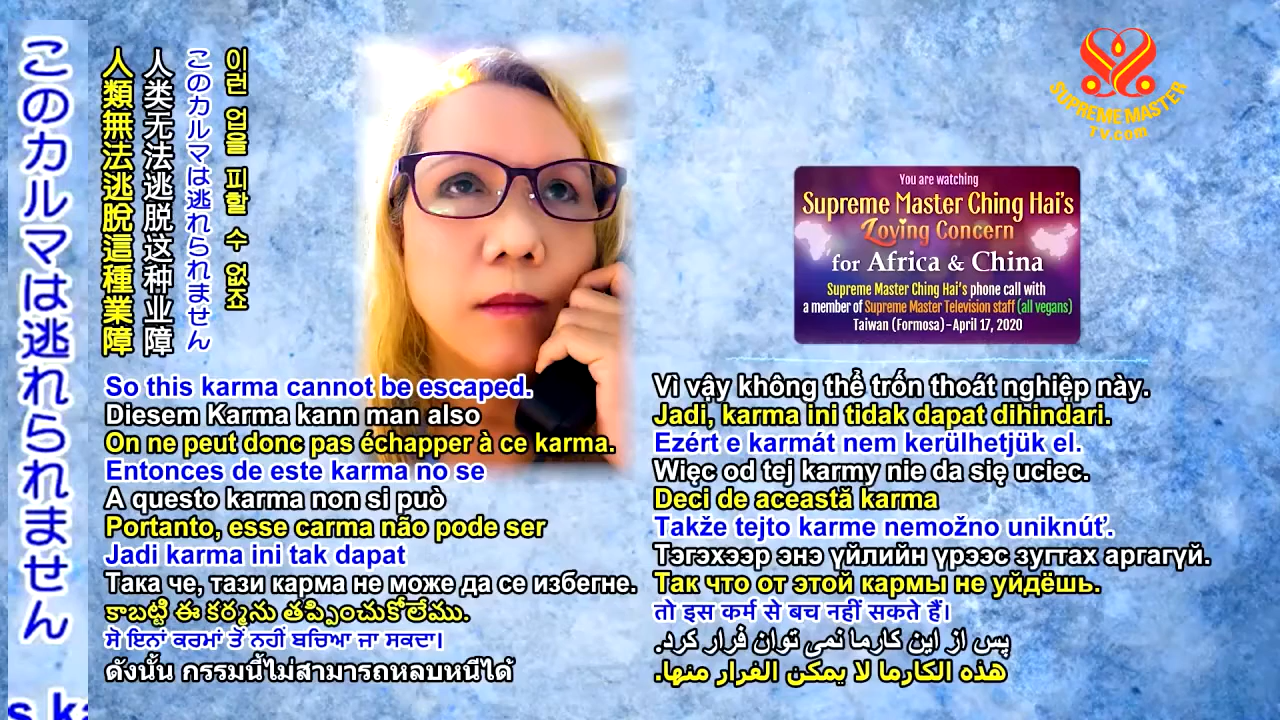 このカルマは逃れられません
s ka
人類無法逃脫這種業障
人类无法逃脱这种业障
このカルマは逃れられません
이런 업을 피할 수 없죠
SUPREME MASTER
TV.com
You are watching
Supreme Master Ching Hai's
Loving Concern
for Africa & China
Supreme Master Ching Hai's phone call with
a member of Supreme Master Television staff (all vegans)
Taiwan (Formosa) – April 17, 2020
So this karma cannot be escaped.
Diesem Karma kann man also
On ne peut donc pas échapper à ce karma.
Entonces de este karma no se
A questo karma non si può
Portanto, esse carma não pode ser
Jadi karma ini tak dapat
Така че, тази карма не може да се избегне.
కాబట్టి ఈ కర్మను తప్పించుకోలేము.
ਸੋ ਇਨਾਂ ਕਰਮਾਂ ਤੋਂ ਨਹੀਂ ਬਚਿਆ ਜਾ ਸਕਦਾ।
ดังนั้น กรรมนี้ไม่สามารถหลบหนีได้
Vì vậy không thể trốn thoát nghiệp này.
Jadi, karma ini tidak dapat dihindari.
Ezért e karmát nem kerülhetjük el.
Więc od tej karmy nie da się uciec.
Deci de această karma
Takže tejto karme nemožno uniknúť.
Тэгэхээр энэ үйлийн үрээс зугтах аргагүй.
Так что от этой кармы не уйдёшь.
तो इस कर्म से बच नहीं सकते हैं।
پس از این کارما نمی توان فرار کرد.
هذه الكارما لا يمكن الفرار منها.